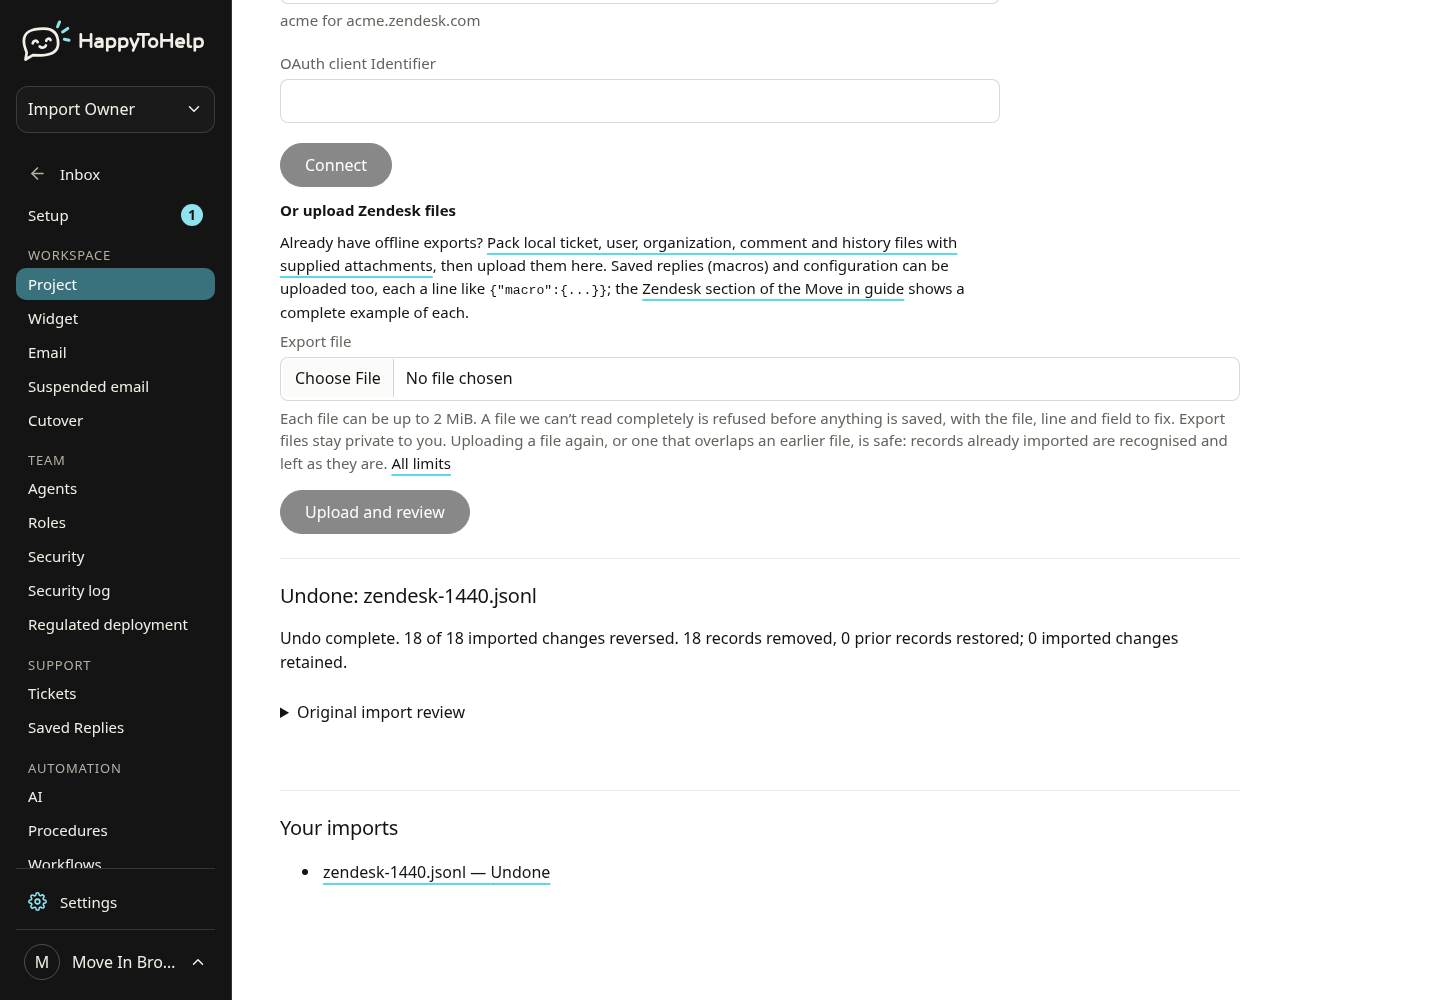 HappyToHelp
Import Owner
Inbox
Setup
1
WORKSPACE
Project
Widget
Email
Suspended email
Cutover
TEAM
Agents
Roles
Security
Security log
Regulated deployment
SUPPORT
Tickets
Saved Replies
AUTOMATION
AI
Procedures
Workflows
Settings
M
Move In Bro...
acme for acme.zendesk.com
OAuth client Identifier
Connect
Or upload Zendesk files
Already have offline exports? Pack local ticket, user, organization, comment and history files with
supplied attachments, then upload them here. Saved replies (macros) and configuration can be
uploaded too, each a line like {"macro":{...}}; the Zendesk section of the Move in guide shows a
complete example of each.
Export file
Choose File
No file chosen
Each file can be up to 2 MiB. A file we can’t read completely is refused before anything is saved, with the file, line and field to fix. Export
files stay private to you. Uploading a file again, or one that overlaps an earlier file, is safe: records already imported are recognised and
left as they are. All limits
Upload and review
Undone: zendesk-1440.jsonl
Undo complete. 18 of 18 imported changes reversed. 18 records removed, 0 prior records restored; 0 imported changes
retained.
Original import review
Your imports
zendesk-1440.jsonl — Undone